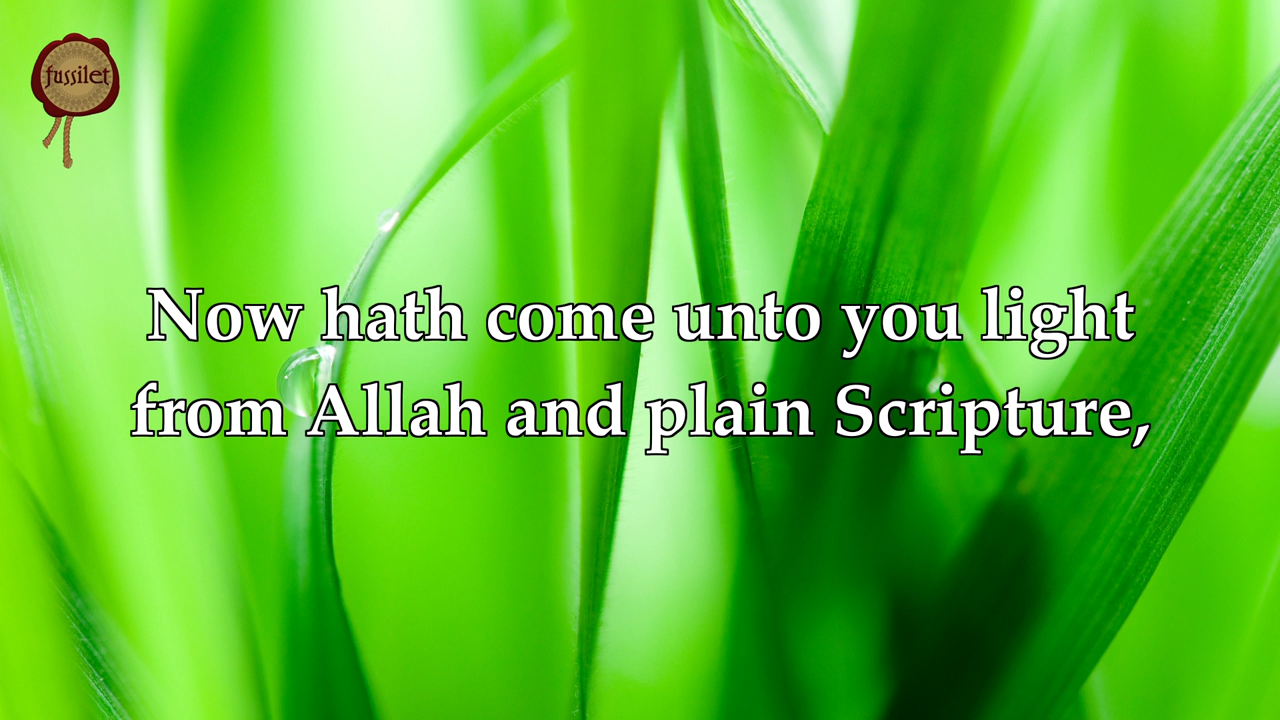 fussilet
Now hath come unto you light
from Allah and plain Scripture,